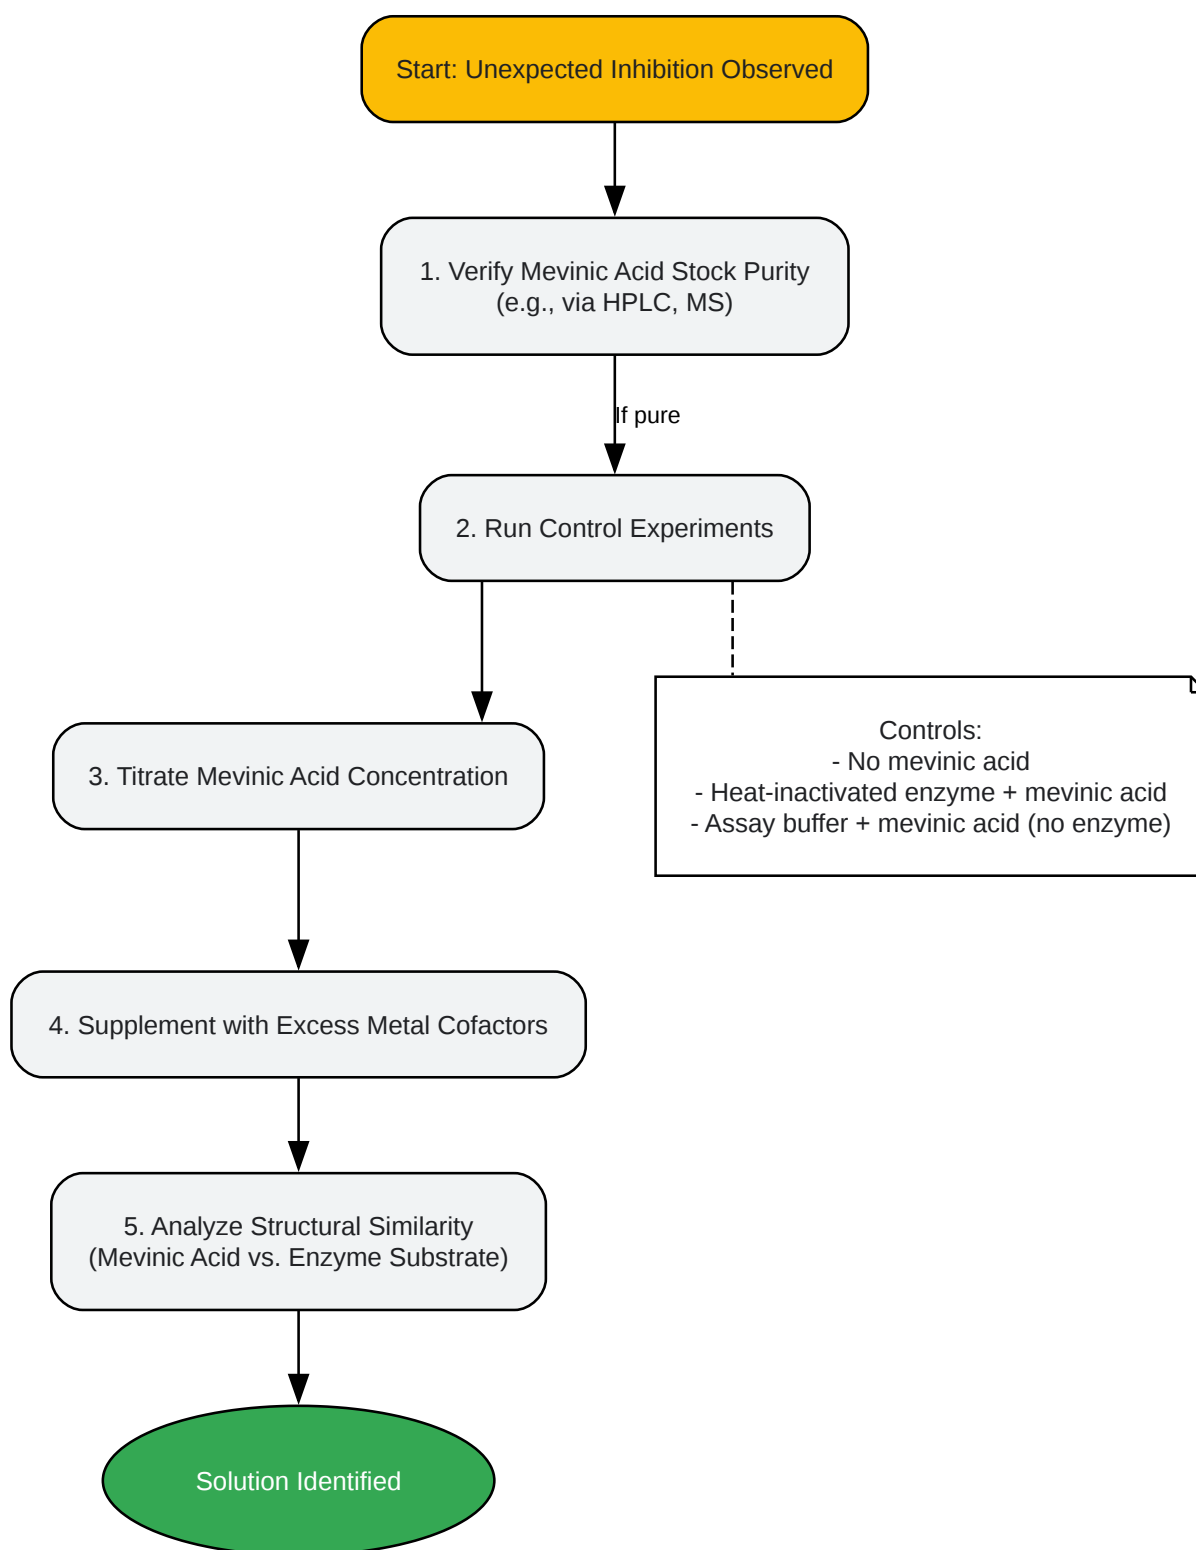 Start: Unexpected Inhibition Observed
1. Verify Mevinic Acid Stock Purity
(e.g., via HPLC, MS)
If pure
2. Run Control Experiments
Controls:
- No mevinic acid
- Heat-inactivated enzyme + mevinic acid
- Assay buffer + mevinic acid (no enzyme)
3. Titrate Mevinic Acid Concentration
4. Supplement with Excess Metal Cofactors
5. Analyze Structural Similarity
(Mevinic Acid vs. Enzyme Substrate)
Solution Identified